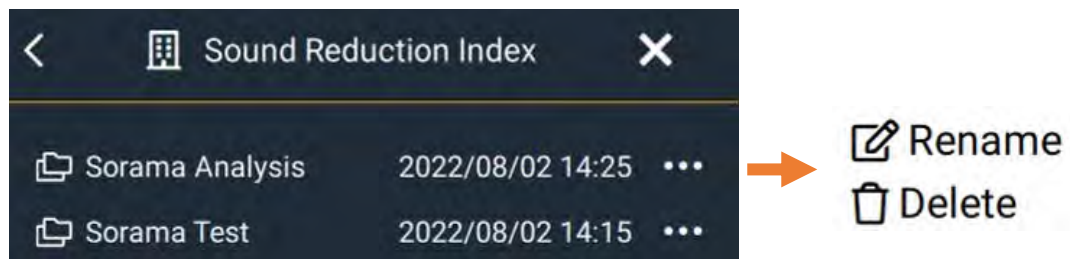 Sound Reduction Index
Sorama Analysis 2022/08/02 14:25
Sorama Test 2022/08/02 14:15
Rename
Delete